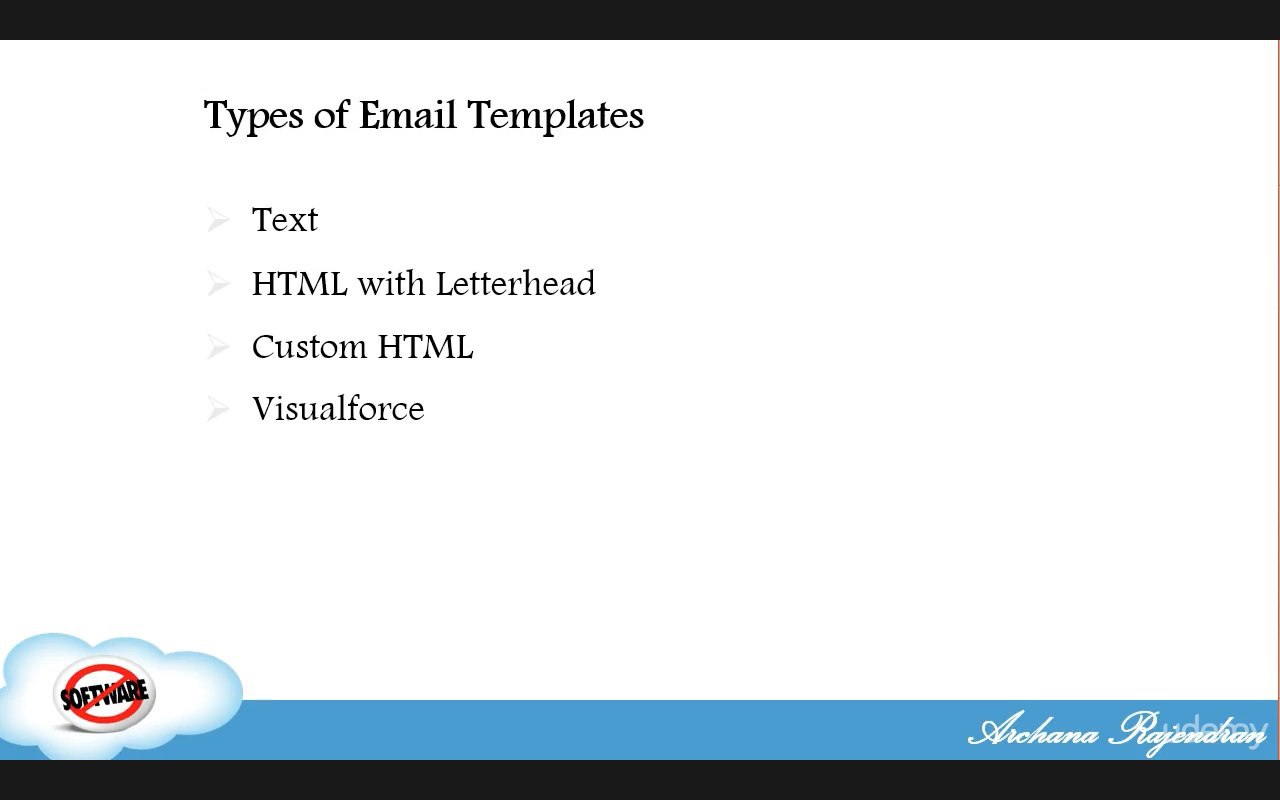 Types of Email Templates
Text
HTML with Letterhead
Custom HTML
Visualforce
SOFTWARE
Archana Rajendran
udemy